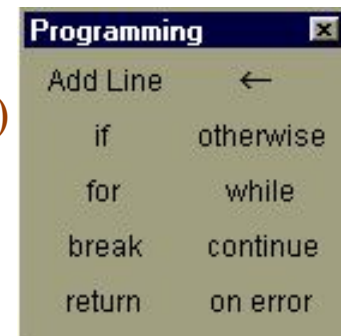 Programming
Add Line ←
) if otherwise
for while
break continue
return on error